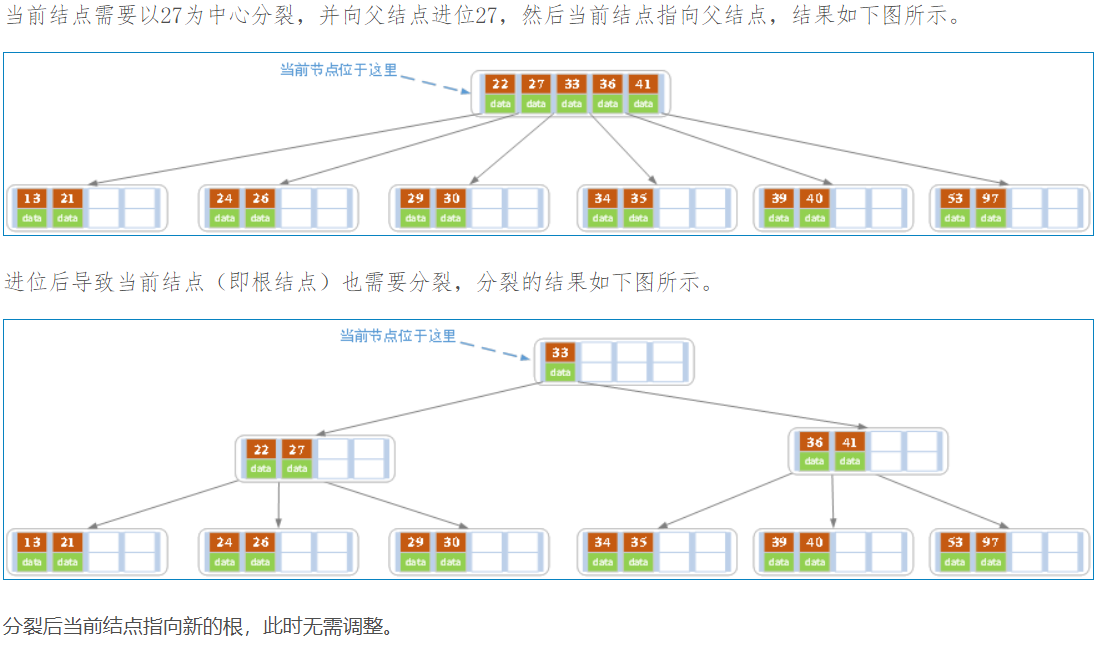 当前结点需要以27为中心分裂，并向父结点进位27，然后当前结点指向父结点，结果如下图所示。
当前节点位于这里
22 27 33 36 41
data data data data data
13 21 24 26 29 30 34 35 39 40 53 97
data data data data data data data data data data data data
进位后导致当前结点（即根结点）也需要分裂，分裂的结果如下图所示。
当前节点位于这里
33
data
22 27 36 41
data data data data
13 21 24 26 29 30 34 35 39 40 53 97
data data data data data data data data data data data data
分裂后当前结点指向新的根，此时无需调整。